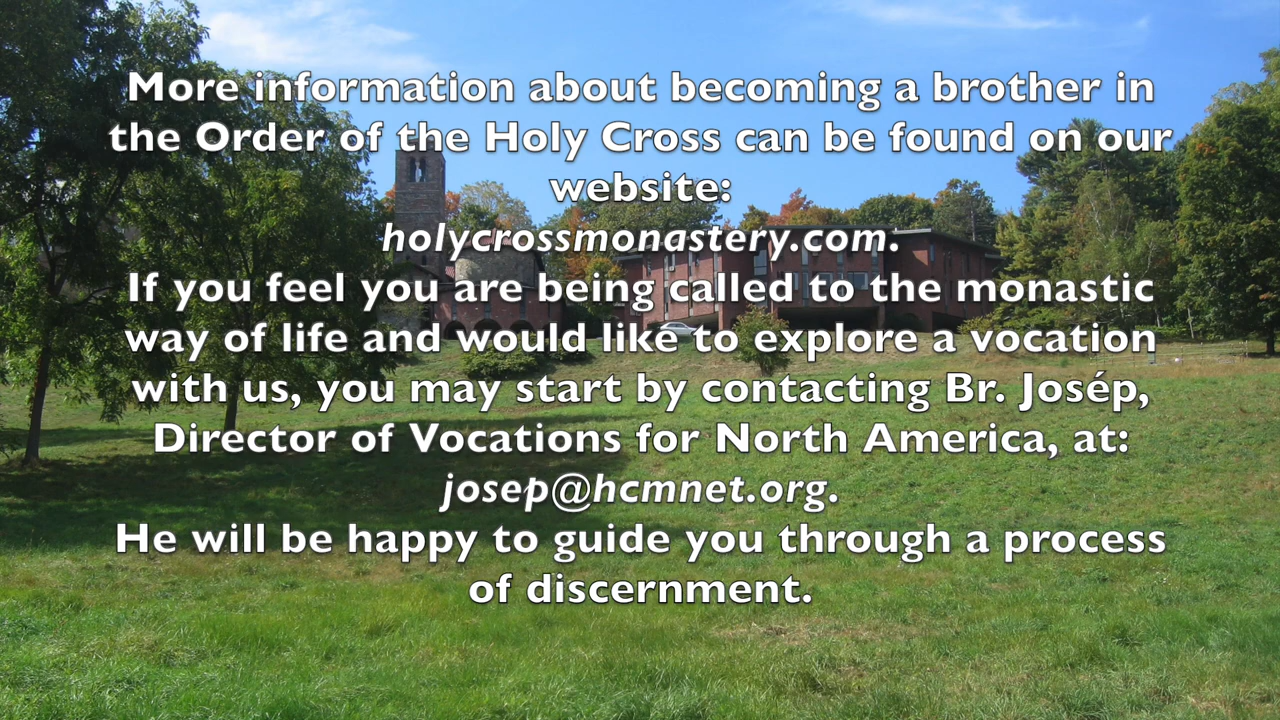 More information about becoming a brother in
the Order of the Holy Cross can be found on our
website:
holycrossmonastery.com.
If you feel you are being called to the monastic
way of life and would like to explore a vocation
with us, you may start by contacting Br. Josép,
Director of Vocations for North America, at:
josep@hcmnet.org.
He will be happy to guide you through a process
of discernment.